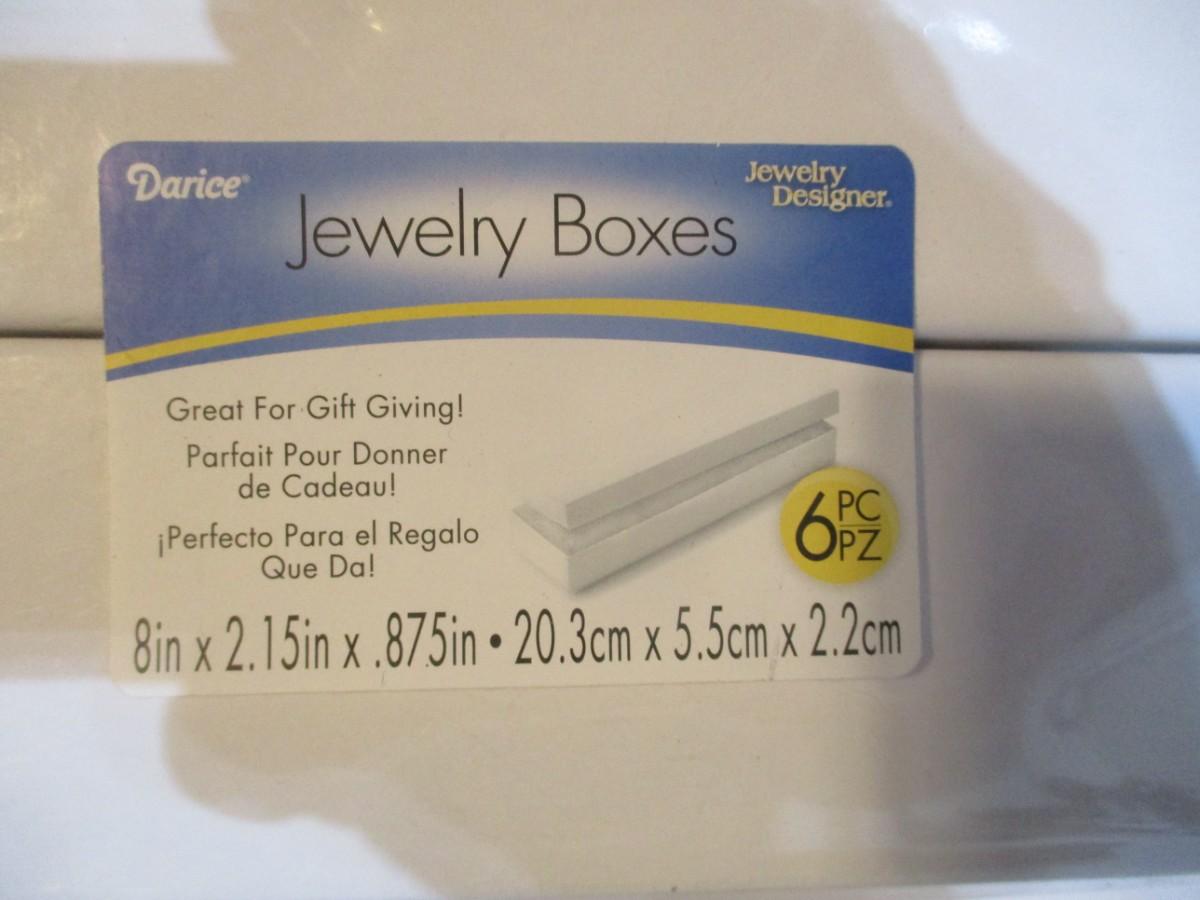 Darice®
Jewelry
Designer®
Jewelry Boxes
Great For Gift Giving!
Parfait Pour Donner
de Cadeau!
¡Perfecto Para el Regalo
Que Da!
6 PC
PZ
8in x 2.15in x .875in • 20.3cm x 5.5cm x 2.2cm